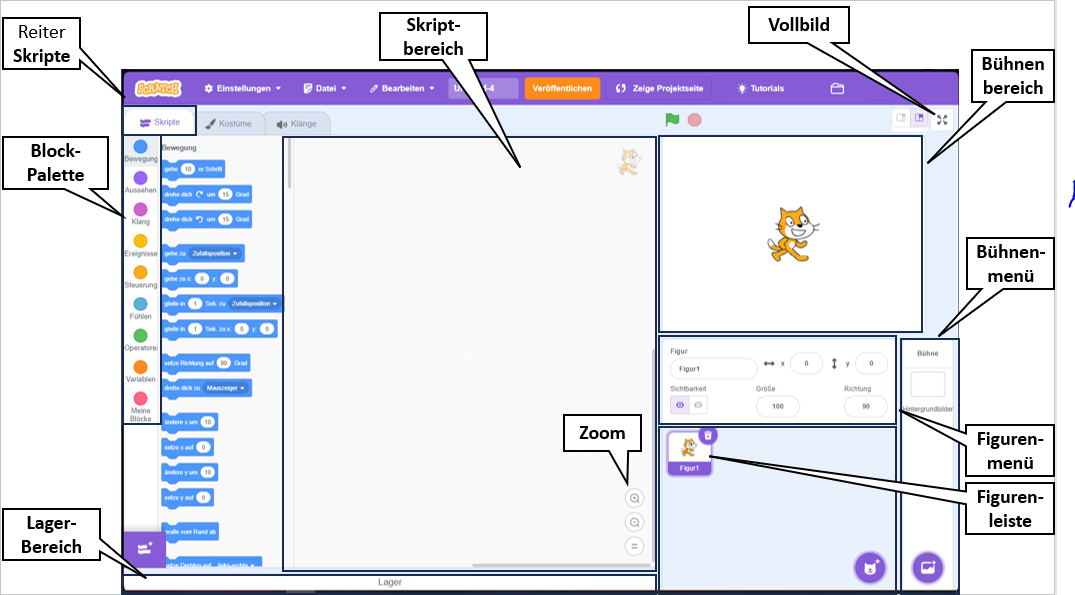 Reiter
Skripte
Skript-
bereich
Vollbild
Bühnen
bereich
SCRATCH
Einstellungen
Datei
Bearbeiten
Veröffentlichen
Zeige Projektseite
Tutorials
Skripte
Kostüme
Klänge
Block-
Palette
Bewegung
Aussehen
Klang
Ereignisse
Steuerung
Fühlen
Operatoren
Variablen
Meine
Blöcke
Bewegung
gehe 10 er Schritt
drehe dich um 15 Grad
drehe dich um 15 Grad
gehe zu Zufallsposition
gehe zu x: 0 y: 0
gleite in 1 Sek. zu Zufallsposition
gleite in 1 Sek. zu x: 0 y: 0
setze Richtung auf 90 Grad
drehe dich zu Mauszeiger
ändere x um 10
setze x auf 0
ändere y um 10
setze y auf 0
pralle vom Rand ab
setze Drehtyp auf links-rechts
Bühnen-
menü
Figur
Figur1
x 0
y 0
Sichtbarkeit
Größe
Richtung
100
90
Bühne
Hintergrundbilder
Zoom
Figuren-
menü
Figur1
Figuren-
leiste
Lager-
Bereich
Lager